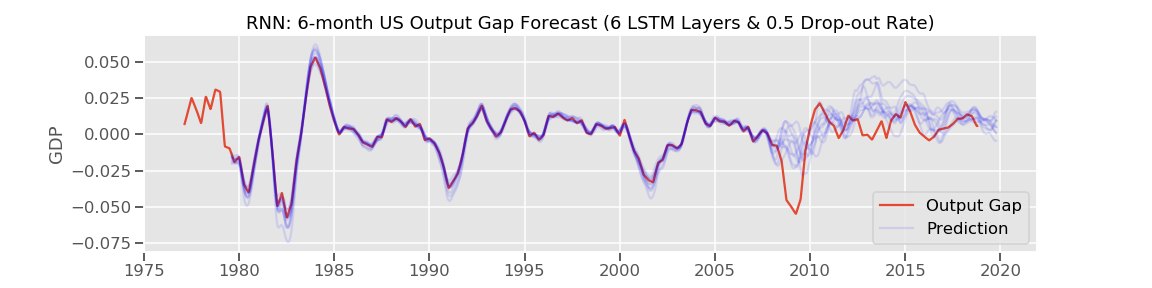 RNN: 6-month US Output Gap Forecast (6 LSTM Layers & 0.5 Drop-out Rate)
GDP
0.050
0.025
0.000
−0.025
−0.050
−0.075
1975 1980 1985 1990 1995 2000 2005 2010 2015 2020
Output Gap
Prediction